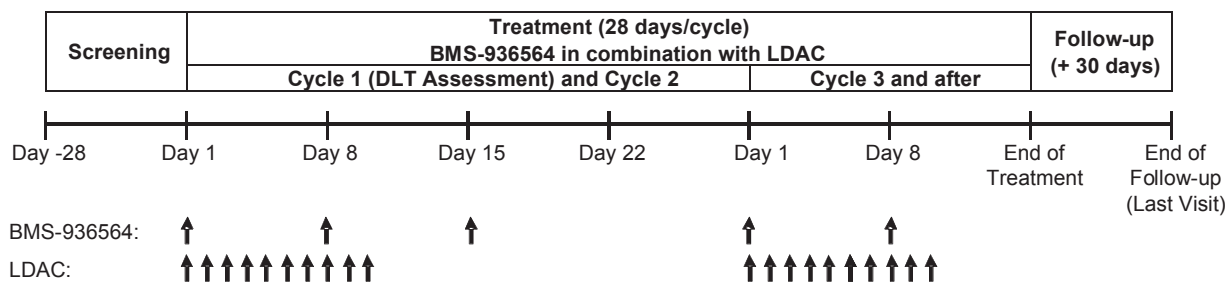 Screening
Treatment (28 days/cycle)
BMS-936564 in combination with LDAC
Cycle 1 (DLT Assessment) and Cycle 2
Cycle 3 and after
Follow-up
(+ 30 days)
Day -28
Day 1
Day 8
Day 15
Day 22
Day 1
Day 8
End of
Treatment
End of
Follow-up
(Last Visit)
BMS-936564:
LDAC: